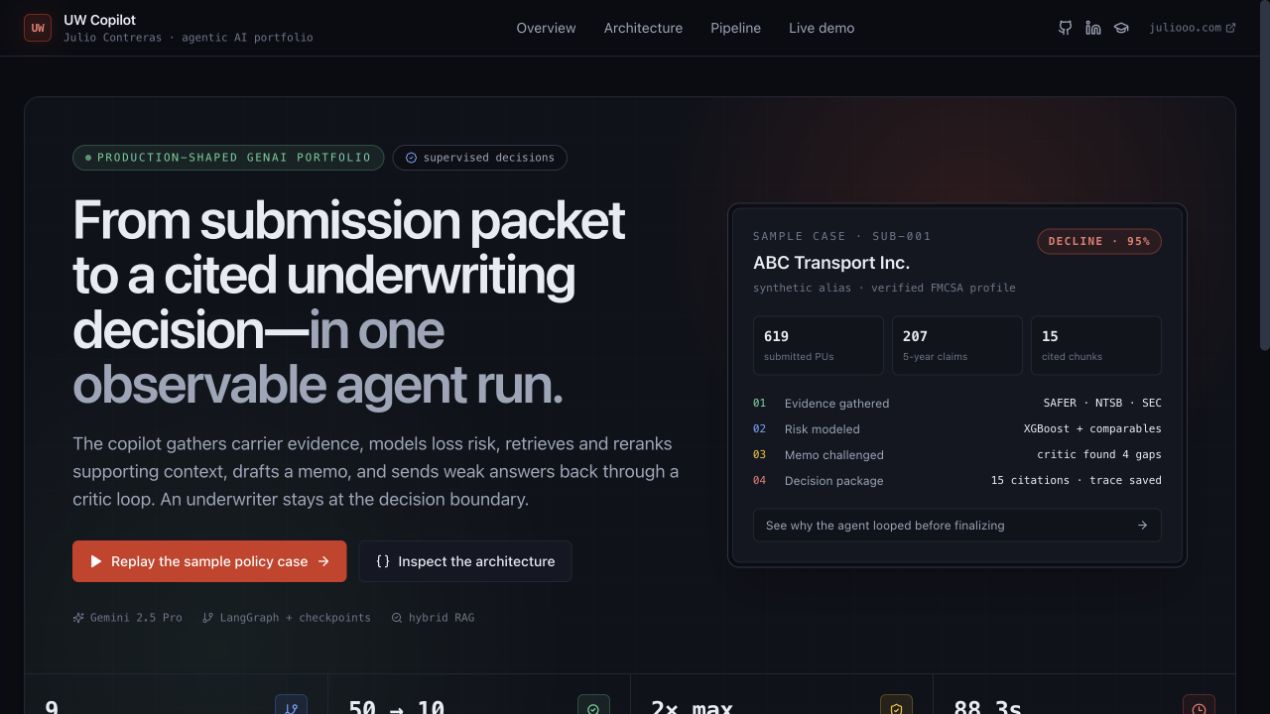 UW
UW Copilot
Julio Contreras · agentic AI portfolio
Overview
Architecture
Pipeline
Live demo
juliooo.com
PRODUCTION-SHAPED GENAI PORTFOLIO
supervised decisions
From submission packet
to a cited underwriting
decision—in one
observable agent run.
The copilot gathers carrier evidence, models loss risk, retrieves and reranks
supporting context, drafts a memo, and sends weak answers back through a
critic loop. An underwriter stays at the decision boundary.
Replay the sample policy case →
{} Inspect the architecture
Gemini 2.5 Pro
LangGraph + checkpoints
hybrid RAG
SAMPLE CASE · SUB-001
DECLINE · 95%
ABC Transport Inc.
synthetic alias · verified FMCSA profile
619
submitted PUs
207
5-year claims
15
cited chunks
01 Evidence gathered SAFER · NTSB · SEC
02 Risk modeled XGBoost + comparables
03 Memo challenged critic found 4 gaps
04 Decision package 15 citations · trace saved
See why the agent looped before finalizing →
9
50 → 10
2× max
88.3s